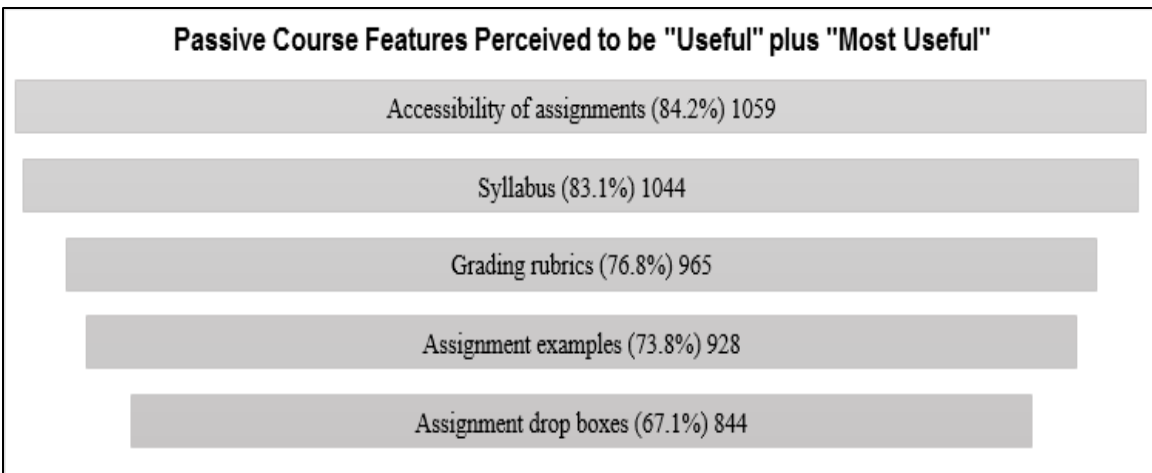 Passive Course Features Perceived to be "Useful" plus "Most Useful"
Accessibility of assignments (84.2%) 1059
Syllabus (83.1%) 1044
Grading rubrics (76.8%) 965
Assignment examples (73.8%) 928
Assignment drop boxes (67.1%) 844